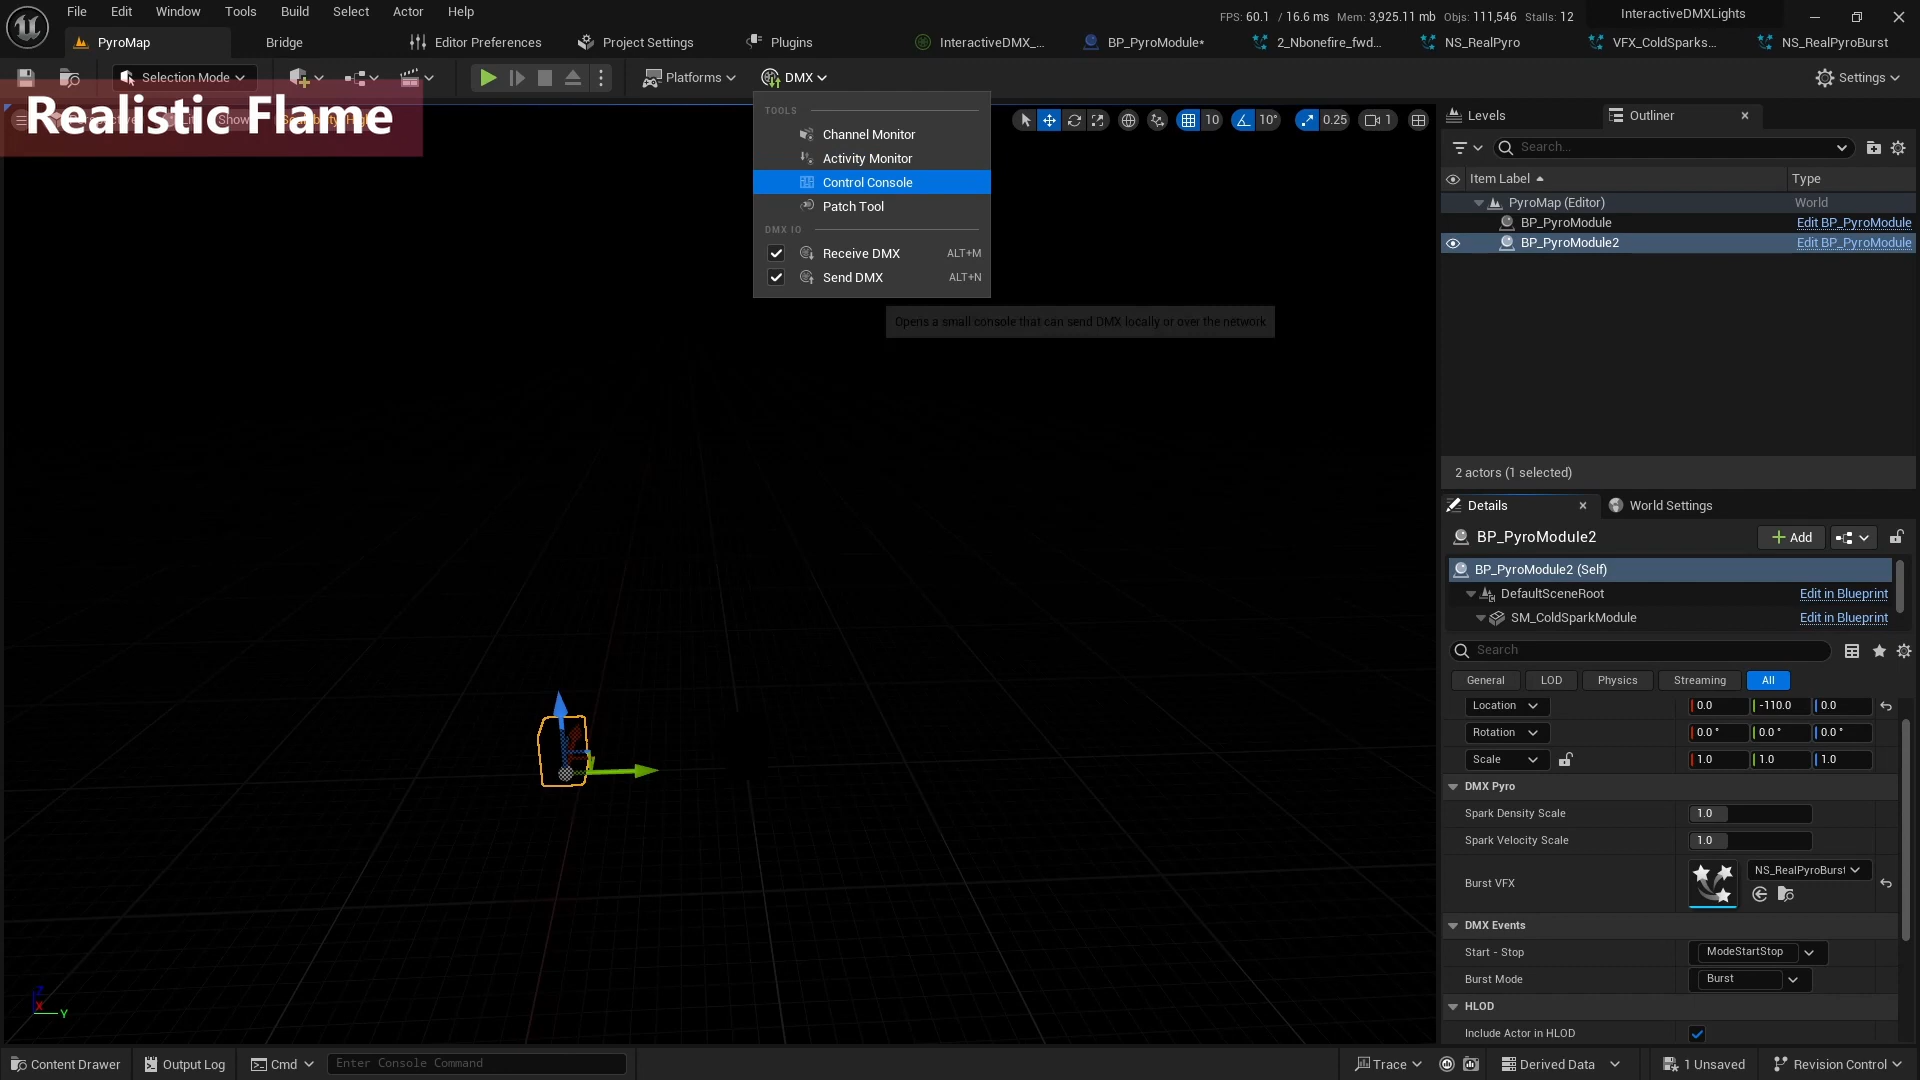 File Edit Window Tools Build Select Actor Help
FPS: 60.1 / 16.6 ms Mem: 3,925.11 mb Objs: 111,546 Stalls: 12
InteractiveDMXLights
PyroMap
Bridge
Editor Preferences
Project Settings
Plugins
InteractiveDMX_...
BP_PyroModule*
2_Nbonefire_fwd...
NS_RealPyro
VFX_ColdSparks...
NS_RealPyroBurst
Selection Mode
Platforms
DMX
Settings
Realistic Flame
Show
TOOLS
Channel Monitor
Activity Monitor
Control Console
Patch Tool
DMX IO
Receive DMX ALT+M
Send DMX ALT+N
Opens a small console that can send DMX locally or over the network
10
10°
0.25
1
Levels
Outliner
Search...
Item Label
Type
PyroMap (Editor) World
BP_PyroModule Edit BP_PyroModule
BP_PyroModule2 Edit BP_PyroModule
2 actors (1 selected)
Details
World Settings
BP_PyroModule2
Add
BP_PyroModule2 (Self)
DefaultSceneRoot Edit in Blueprint
SM_ColdSparkModule Edit in Blueprint
Search
General LOD Physics Streaming All
Location 0.0 -110.0 0.0
Rotation 0.0 ° 0.0 ° 0.0 °
Scale 1.0 1.0 1.0
DMX Pyro
Spark Density Scale 1.0
Spark Velocity Scale 1.0
Burst VFX NS_RealPyroBurst
DMX Events
Start - Stop ModeStartStop
Burst Mode Burst
HLOD
Include Actor in HLOD
Z
X
Y
Content Drawer
Output Log
Cmd
Enter Console Command
Trace
Derived Data
1 Unsaved
Revision Control